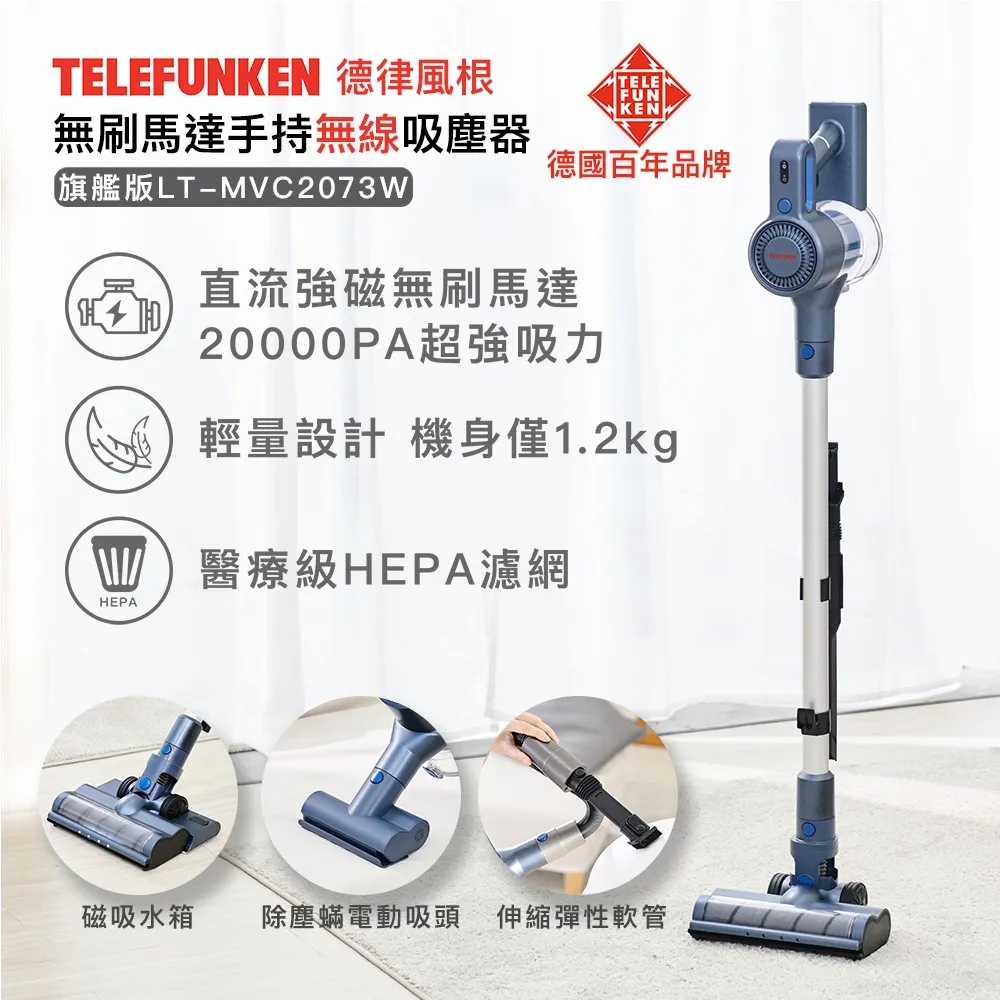 TELEFUNKEN 德律風根
無刷馬達手持無線吸塵器
旗艦版LT-MVC2073W
TELE
FUN
KEN
德國百年品牌
TELEFUNKEN
直流強磁無刷馬達
20000PA超強吸力
輕量設計 機身僅1.2kg
HEPA
醫療級HEPA濾網
磁吸水箱
除塵蟎電動吸頭
伸縮彈性軟管